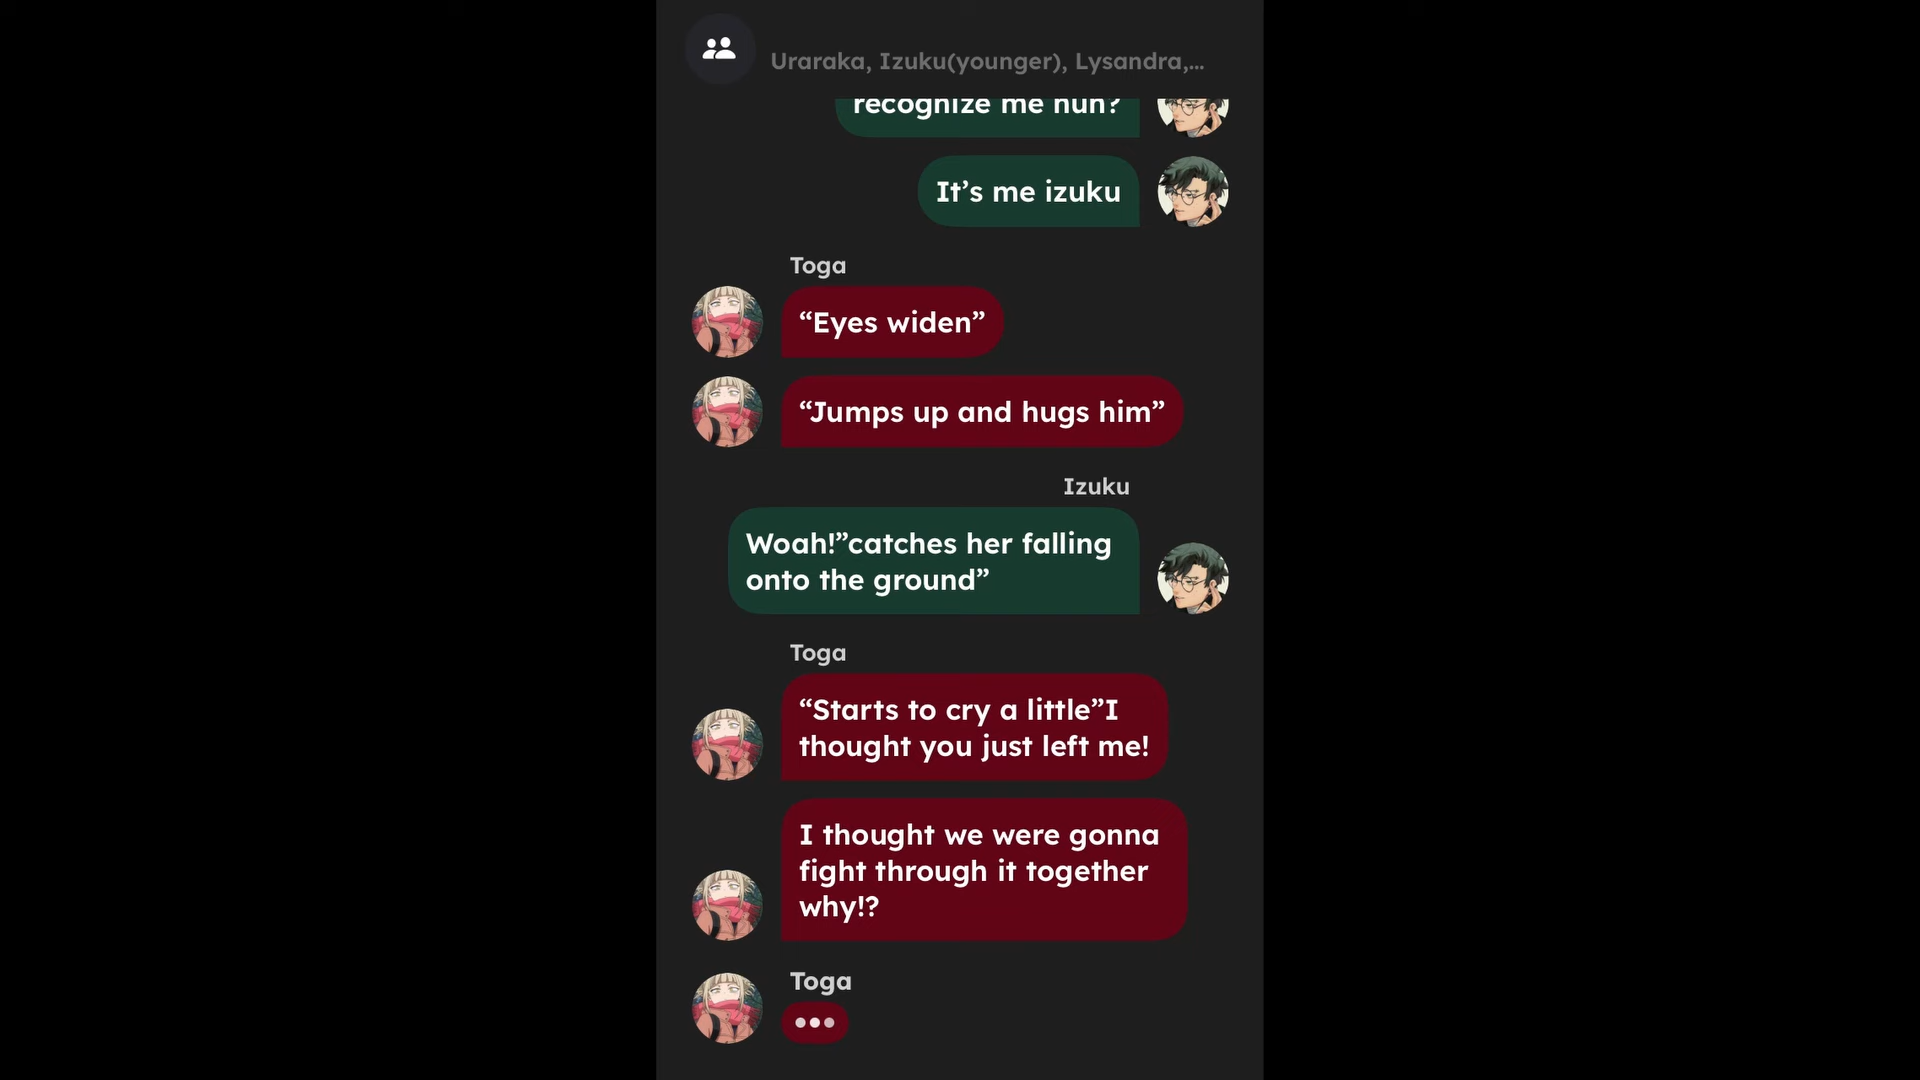 Uraraka, Izuku(younger), Lysandra,...
recognize me huh?
It’s me izuku
Toga
“Eyes widen”
“Jumps up and hugs him”
Izuku
Woah!”catches her falling
onto the ground”
Toga
“Starts to cry a little”I
thought you just left me!
I thought we were gonna
fight through it together
why!?
Toga